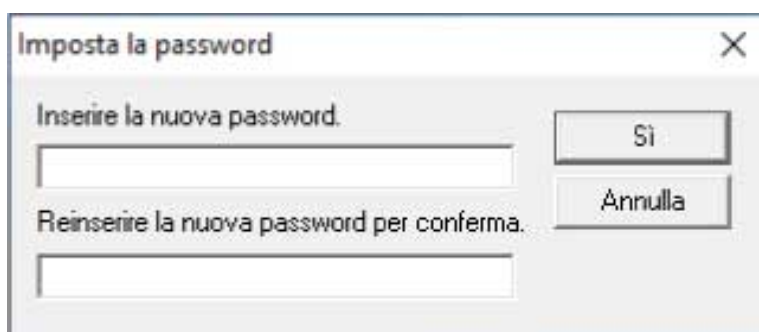 Imposta la password
Inserire la nuova password.
Sì
Annulla
Reinserire la nuova password per conferma.